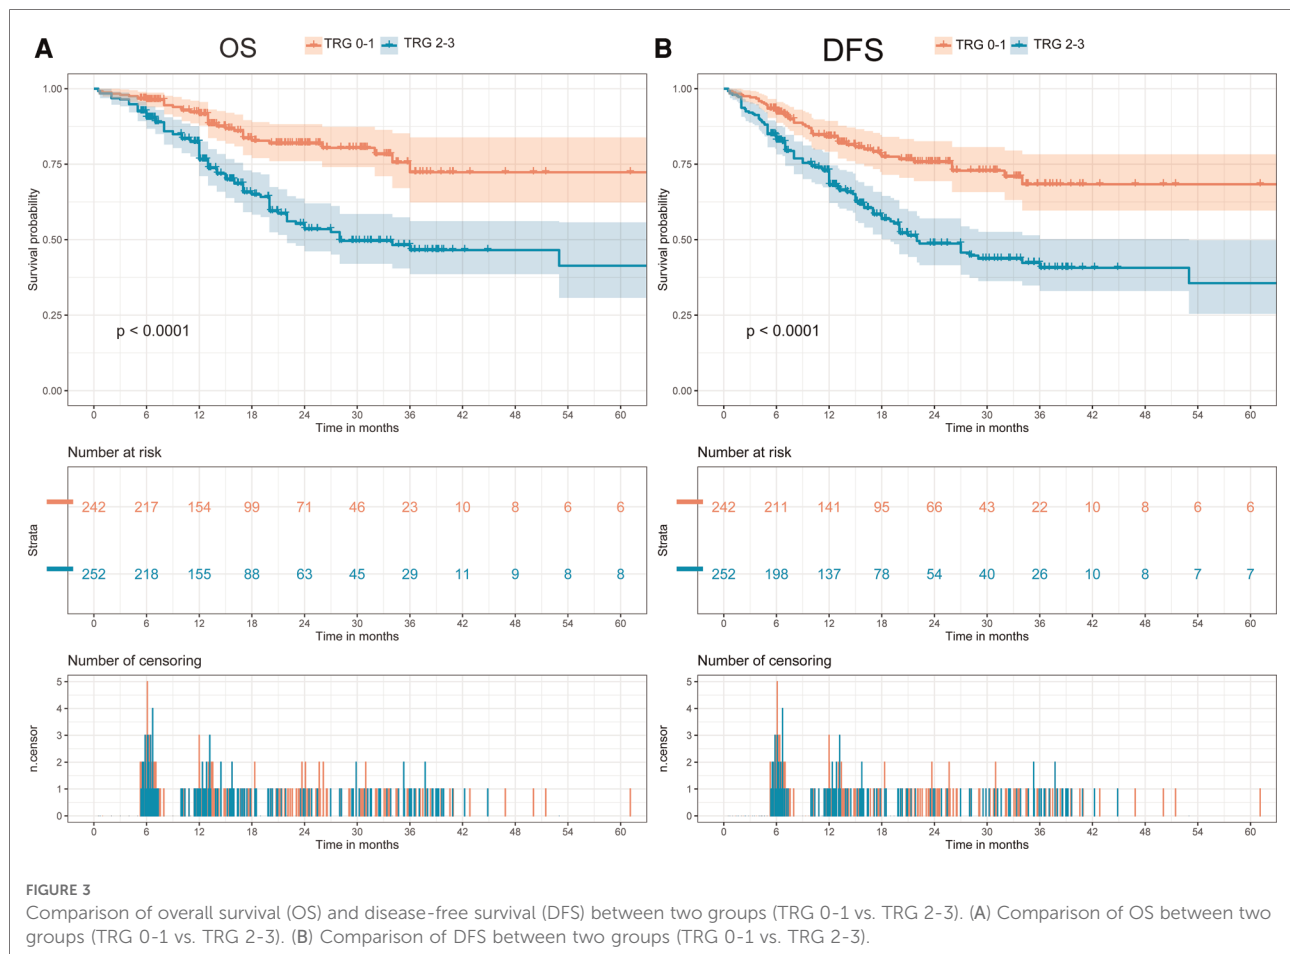 A OS TRG 0-1 TRG 2-3
1.00
0.75
0.50
0.25
0.00
Survival probability
p < 0.0001
0 6 12 18 24 30 36 42 48 54 60
Time in months
Number at risk
Strata
242 217 154 99 71 46 23 10 8 6 6
252 218 155 88 63 45 29 11 9 8 8
0 6 12 18 24 30 36 42 48 54 60
Time in months
Number of censoring
n.censor
5
4
3
2
1
0
0 6 12 18 24 30 36 42 48 54 60
Time in months
B DFS TRG 0-1 TRG 2-3
1.00
0.75
0.50
0.25
0.00
Survival probability
p < 0.0001
0 6 12 18 24 30 36 42 48 54 60
Time in months
Number at risk
Strata
242 211 141 95 66 43 22 10 8 6 6
252 198 137 78 54 40 26 10 8 7 7
0 6 12 18 24 30 36 42 48 54 60
Time in months
Number of censoring
n.censor
5
4
3
2
1
0
0 6 12 18 24 30 36 42 48 54 60
Time in months
FIGURE 3
Comparison of overall survival (OS) and disease-free survival (DFS) between two groups (TRG 0-1 vs. TRG 2-3). (A) Comparison of OS between two
groups (TRG 0-1 vs. TRG 2-3). (B) Comparison of DFS between two groups (TRG 0-1 vs. TRG 2-3).